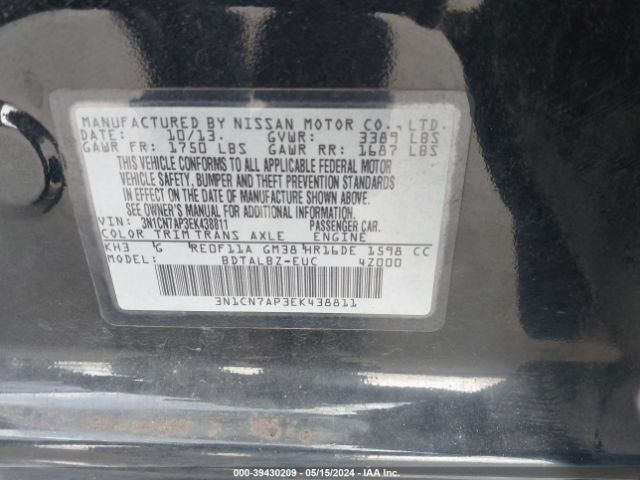 MANUFACTURED BY NISSAN MOTOR CO., LTD.
DATE: 10/13. GVWR: 3389 LBS
GAWR FR: 1750 LBS GAWR RR: 1687 LBS
THIS VEHICLE CONFORMS TO ALL APPLICABLE FEDERAL MOTOR
VEHICLE SAFETY, BUMPER AND THEFT PREVENTION STANDARDS
IN EFFECT ON THE DATE OF MANUFACTURE SHOWN ABOVE.
SEE OWNER'S MANUAL FOR ADDITIONAL INFORMATION.
VIN: 3N1CN7AP3EK438811 PASSENGER CAR.
COLOR TRIM TRANS AXLE ENGINE
KH3 G RE0F11A GM38 HR16DE 1598 CC
MODEL: BDTALBZ-EUC 4Z000
3N1CN7AP3EK438811
000-39430209 - 05/15/2024 - IAA Inc.